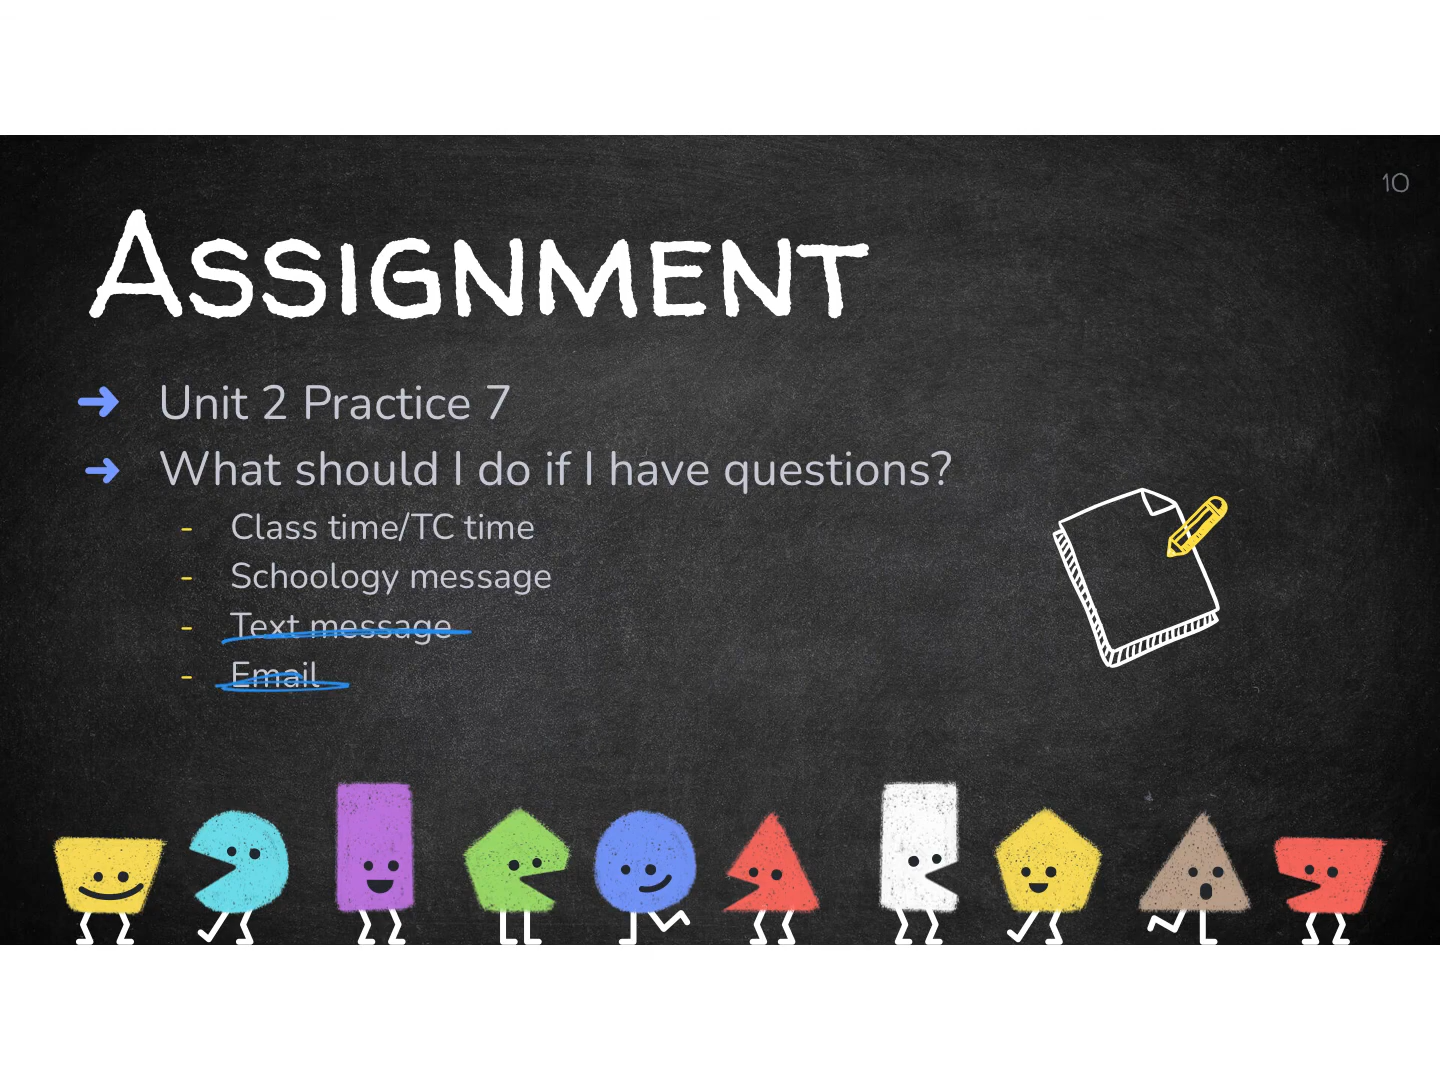 10
Assignment
➜ Unit 2 Practice 7
➜ What should I do if I have questions?
- Class time/TC time
- Schoology message
- Text message
- Email